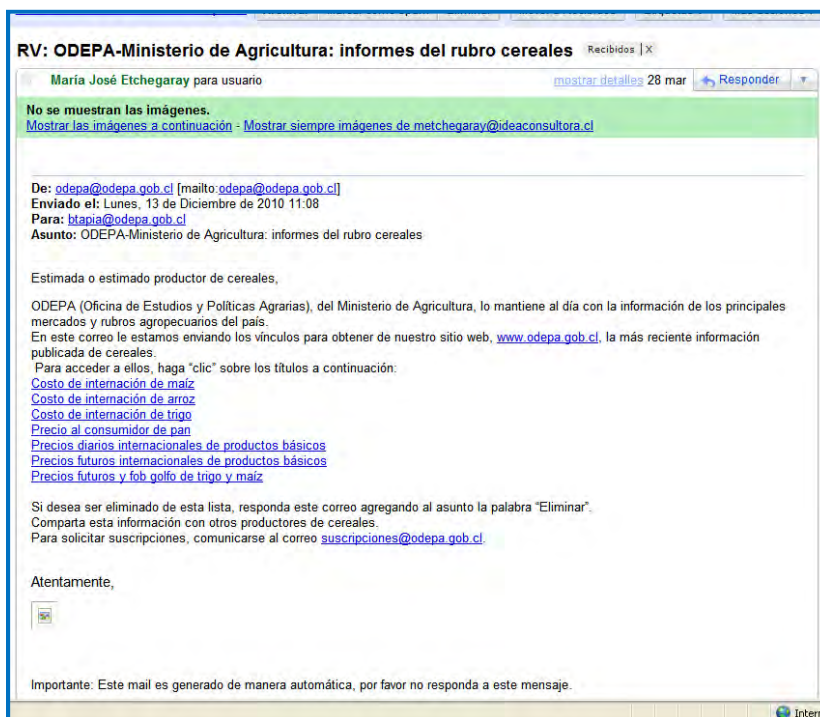 RV: ODEPA-Ministerio de Agricultura: informes del rubro cereales Recibidos | X
María José Etchegaray para usuario mostrar detalles 28 mar Responder
No se muestran las imágenes.
Mostrar las imágenes a continuación - Mostrar siempre imágenes de metchegaray@ideaconsultora.cl
De: odepa@odepa.gob.cl [mailto:odepa@odepa.gob.cl]
Enviado el: Lunes, 13 de Diciembre de 2010 11:08
Para: btapia@odepa.gob.cl
Asunto: ODEPA-Ministerio de Agricultura: informes del rubro cereales
Estimada o estimado productor de cereales,
ODEPA (Oficina de Estudios y Políticas Agrarias), del Ministerio de Agricultura, lo mantiene al día con la información de los principales
mercados y rubros agropecuarios del país.
En este correo le estamos enviando los vínculos para obtener de nuestro sitio web, www.odepa.gob.cl, la más reciente información
publicada de cereales.
Para acceder a ellos, haga "clic" sobre los títulos a continuación:
Costo de internación de maíz
Costo de internación de arroz
Costo de internación de trigo
Precio al consumidor de pan
Precios diarios internacionales de productos básicos
Precios futuros internacionales de productos básicos
Precios futuros y fob golfo de trigo y maíz
Si desea ser eliminado de esta lista, responda este correo agregando al asunto la palabra "Eliminar".
Comparta esta información con otros productores de cereales.
Para solicitar suscripciones, comunicarse al correo suscripciones@odepa.gob.cl.
Atentamente,
Importante: Este mail es generado de manera automática, por favor no responda a este mensaje.